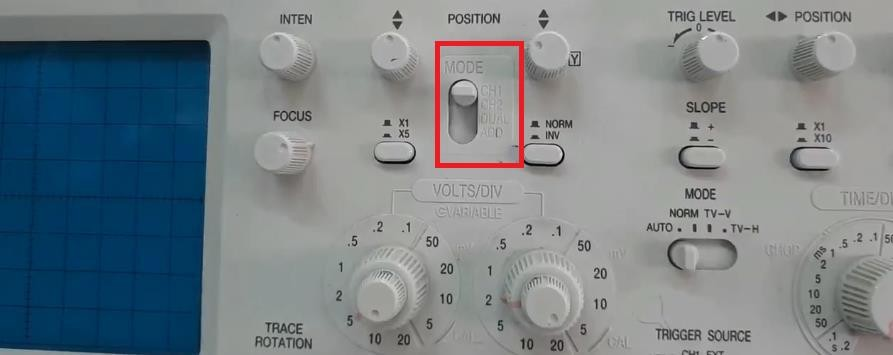 INTEN
POSITION
TRIG LEVEL
POSITION
0
−
Y
MODE
CH1
CH2
DUAL
ADD
FOCUS
X1
X5
NORM
INV
SLOPE
+
−
X1
X10
VOLTS/DIV
VARIABLE
.5 .2 .1 50 mV
1 20
2 10
5 5
10 20 CAL
.5 .2 .1 50 mV
1 20
2 10
5 5
10 20 CAL
MODE
NORM TV-V
AUTO TV-H
TIME/DI
CHOP
ms .5 .2 .1 50
2
5
10
20
50
.1
s .2
TRACE
ROTATION
TRIGGER SOURCE
CH1 EXT